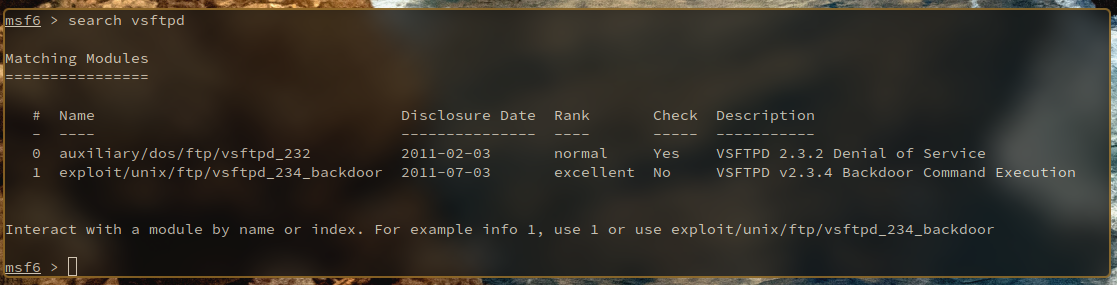 msf6 > search vsftpd
Matching Modules
================
# Name Disclosure Date Rank Check Description
- ---- --------------- ---- ----- -----------
0 auxiliary/dos/ftp/vsftpd_232 2011-02-03 normal Yes VSFTPD 2.3.2 Denial of Service
1 exploit/unix/ftp/vsftpd_234_backdoor 2011-07-03 excellent No VSFTPD v2.3.4 Backdoor Command Execution
Interact with a module by name or index. For example info 1, use 1 or use exploit/unix/ftp/vsftpd_234_backdoor
msf6 >